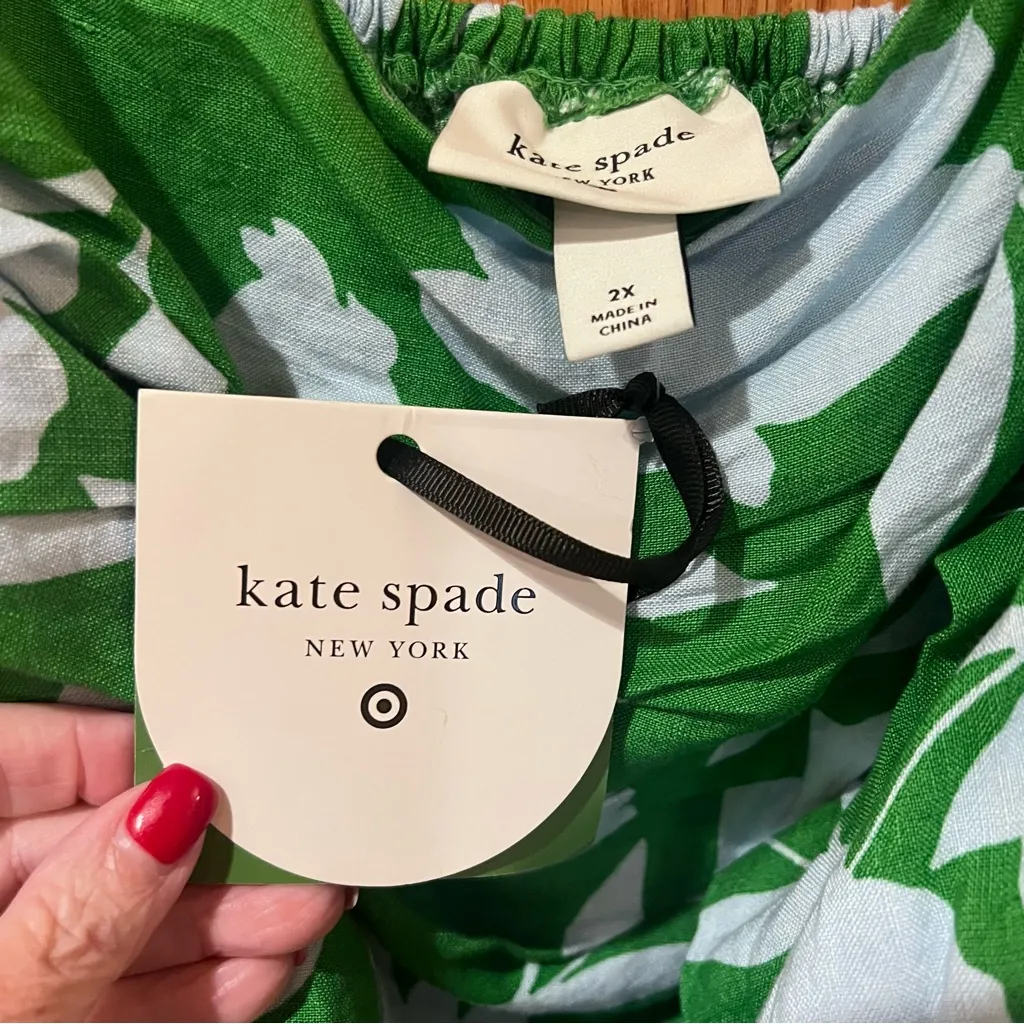 kate spade
NEW YORK
2X
MADE IN
CHINA
kate spade
NEW YORK